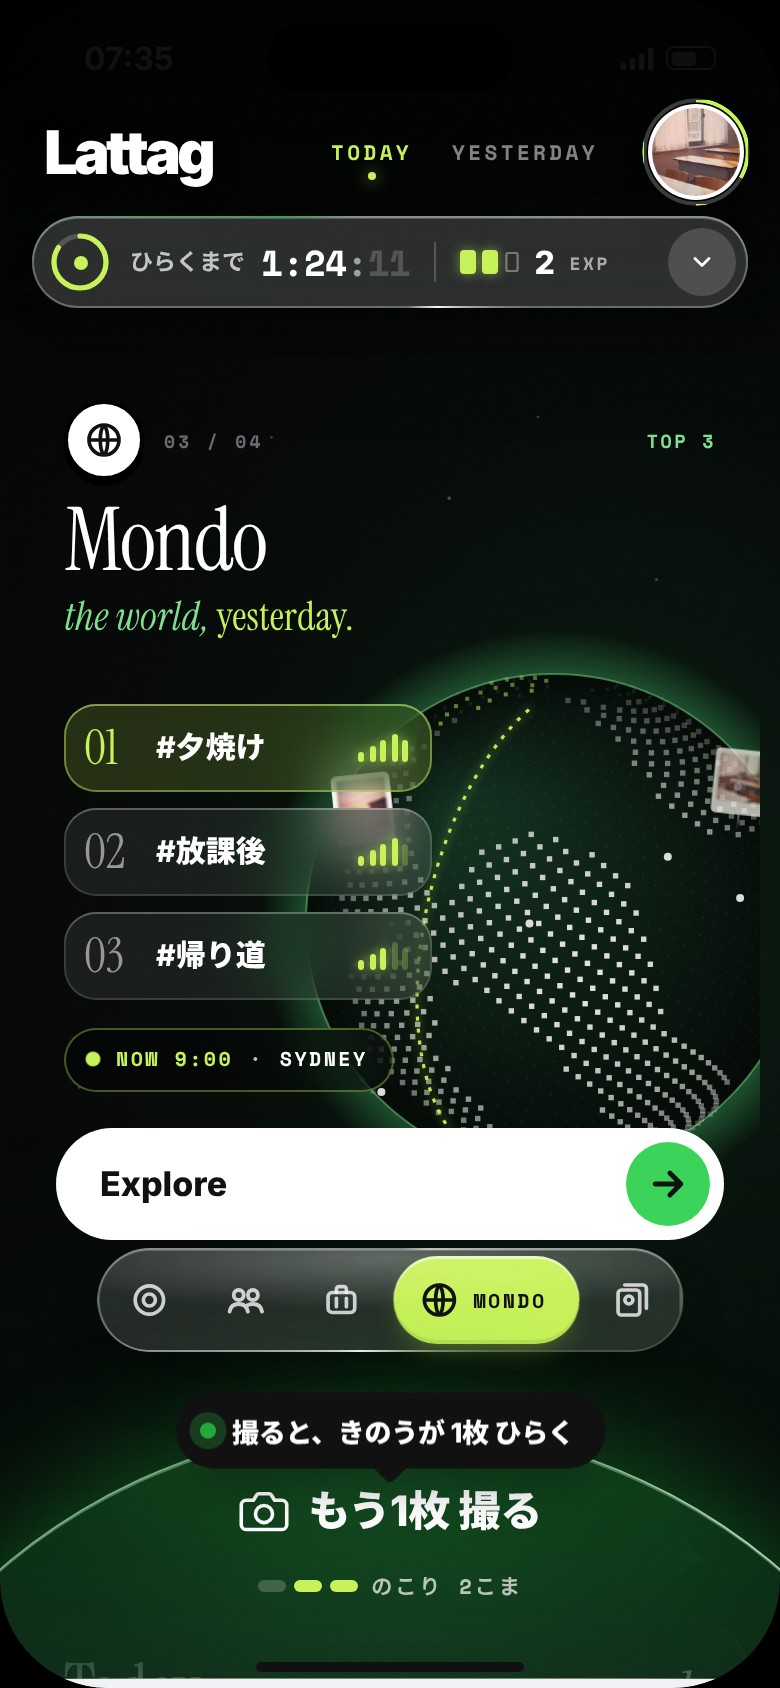 07:35
Lattag
TODAY YESTERDAY
ひらくまで 1:24:11 2 EXP
03 / 04 TOP 3
Mondo
the world, yesterday.
01 #夕焼け
02 #放課後
03 #帰り道
NOW 9:00 · SYDNEY
Explore
MONDO
撮ると、きのうが1枚ひらく
もう1枚 撮る
のこり 2こま